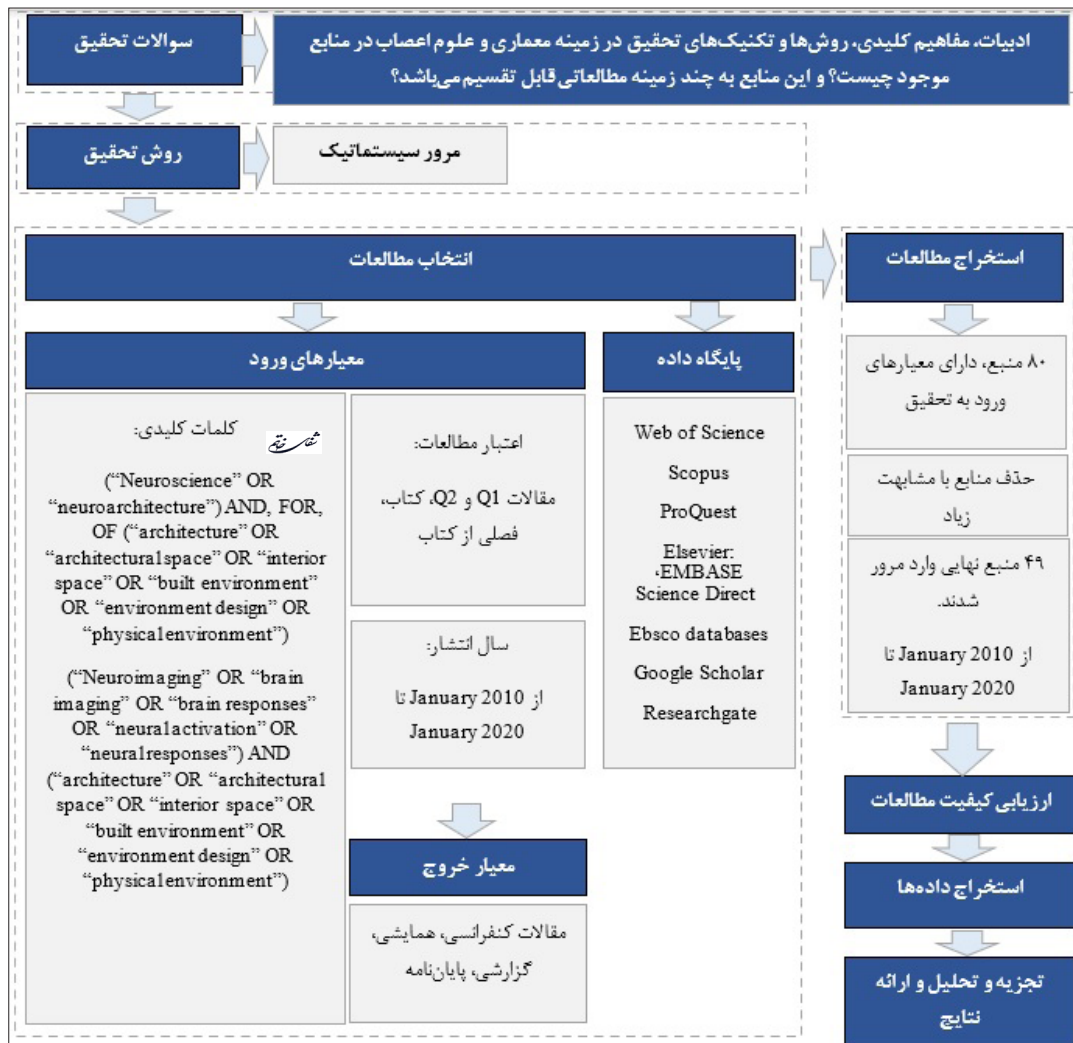 سوالات تحقیق
ادبیات، مفاهیم کلیدی، روش‌ها و تکنیک‌های تحقیق در زمینه معماری و علوم اعصاب در منابع
موجود چیست؟ و این منابع به چند زمینه مطالعاتی قابل تقسیم می‌باشد؟
روش تحقیق
مرور سیستماتیک
انتخاب مطالعات
معیارهای ورود
کلمات کلیدی:
شفای خاتم
(“Neuroscience” OR
“neuroarchitecture”) AND, FOR,
OF (“architecture” OR
“architectural space” OR “interior
space” OR “built environment”
OR “environment design” OR
“physical environment”)
(“Neuroimaging” OR “brain
imaging” OR “brain responses”
OR “neural activation” OR
“neural responses”) AND
(“architecture” OR “architectural
space” OR “interior space” OR
“built environment” OR
“environment design” OR
“physical environment”)
اعتبار مطالعات:
مقالات Q1 و Q2، کتاب،
فصلی از کتاب
سال انتشار:
از January 2010 تا
January 2020
معیار خروج
مقالات کنفرانسی، همایشی،
گزارشی، پایان‌نامه
پایگاه داده
Web of Science
Scopus
ProQuest
Elsevier:
،EMBASE
Science Direct
Ebsco databases
Google Scholar
Researchgate
استخراج مطالعات
۸۰ منبع، دارای معیارهای
ورود به تحقیق
حذف منابع با مشابهت
زیاد
۴۹ منبع نهایی وارد مرور
شدند.
از January 2010 تا
January 2020
ارزیابی کیفیت مطالعات
استخراج داده‌ها
تجزیه و تحلیل و ارائه
نتایج